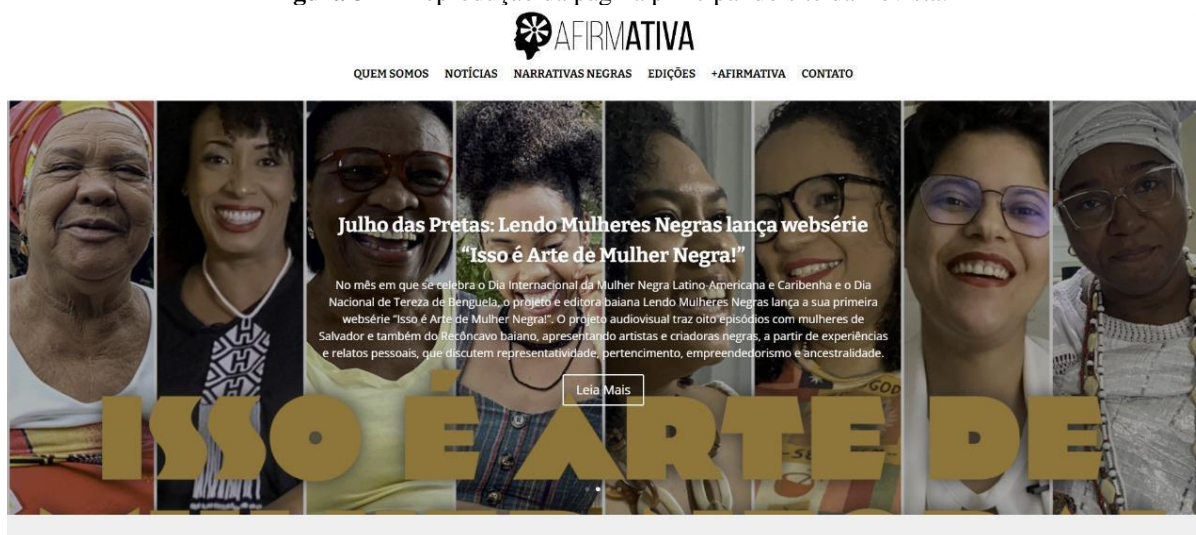 AFIRMATIVA
QUEM SOMOS NOTÍCIAS NARRATIVAS NEGRAS EDIÇÕES +AFIRMATIVA CONTATO
Julho das Pretas: Lendo Mulheres Negras lança websérie
“Isso é Arte de Mulher Negra!”
No mês em que se celebra o Dia Internacional da Mulher Negra Latino-Americana e Caribenha e o Dia
Nacional de Tereza de Benguela, o projeto e editora baiana Lendo Mulheres Negras lança a sua primeira
websérie “Isso é Arte de Mulher Negra!”. O projeto audiovisual traz oito episódios com mulheres de
Salvador e também do Recôncavo baiano, apresentando artistas e criadoras negras, a partir de experiências
e relatos pessoais, que discutem representatividade, pertencimento, empreendedorismo e ancestralidade.
Leia Mais
GOD
ISSO É ARTE DE